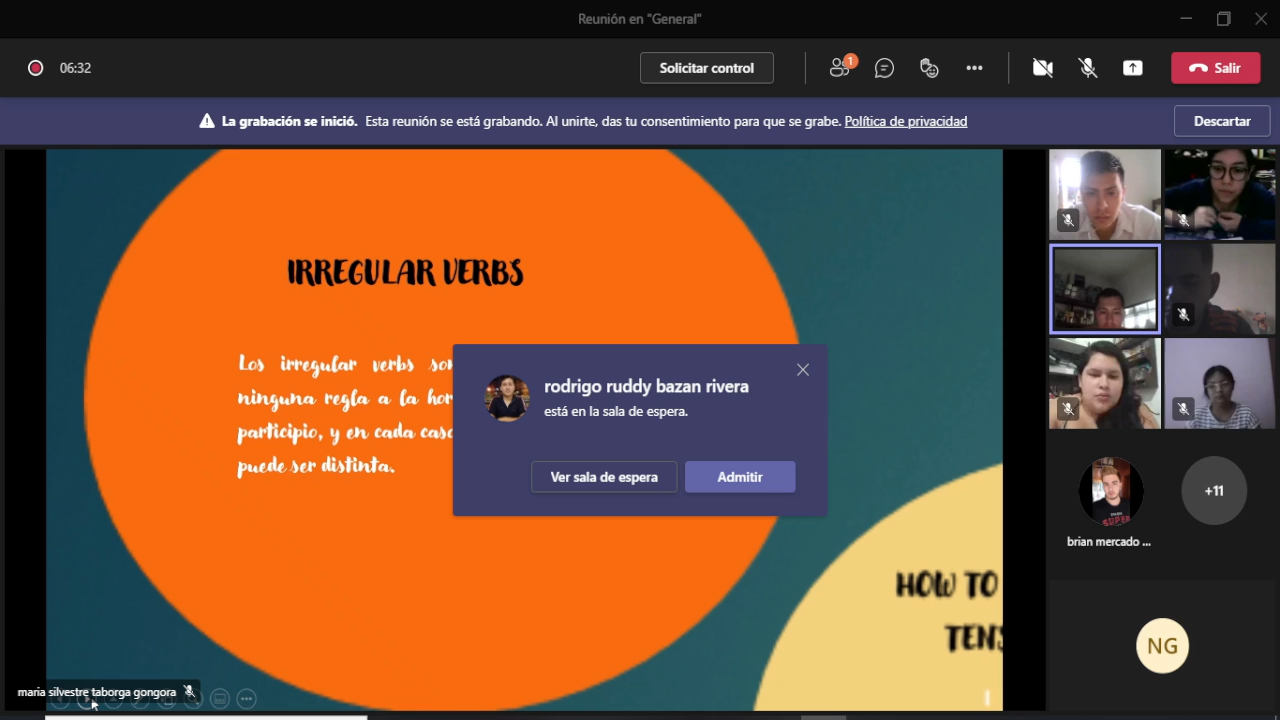 Reunión en "General"
06:32
Solicitar control
1
Salir
La grabación se inició. Esta reunión se está grabando. Al unirte, das tu consentimiento para que se grabe. Política de privacidad
Descartar
IRREGULAR VERBS
Los irregular verbs
ninguna regla a la
participio, y en cada
puede ser distinta.
rodrigo ruddy bazan rivera
está en la sala de espera.
Ver sala de espera
Admitir
HOW TO
SUPER
brian mercado ...
+11
NG
maria silvestre taborga gongora